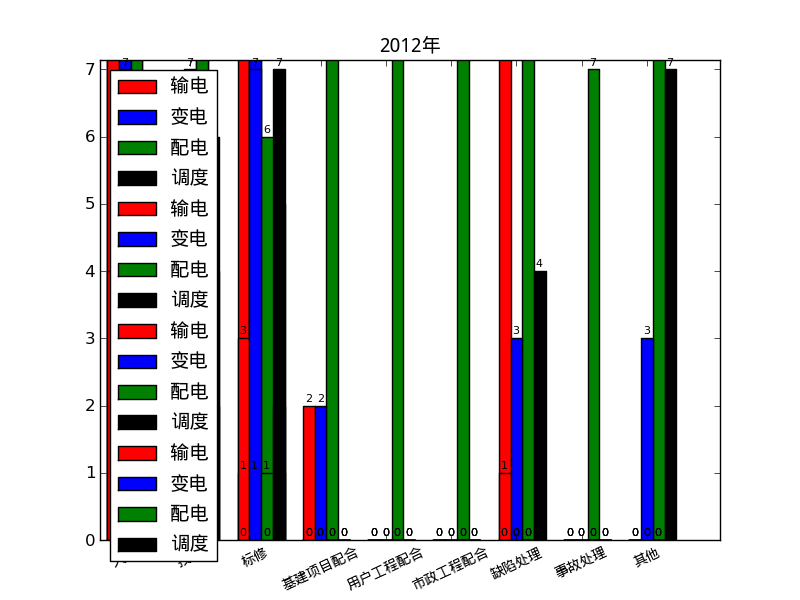 2012年
7
6
5
4
3
2
1
0
输电
变电
配电
调度
输电
变电
配电
调度
输电
变电
配电
调度
输电
变电
配电
调度
7 7 7 7
6
3
1 1 1
0 0
2 2
0 0 0
0 0 0 0
0 0 0 0
1 3 4
0 0 0
7
0 0 0 0
3 7
0 0 0
标修
基建项目配合
用户工程配合
市政工程配合
缺陷处理
事故处理
其他